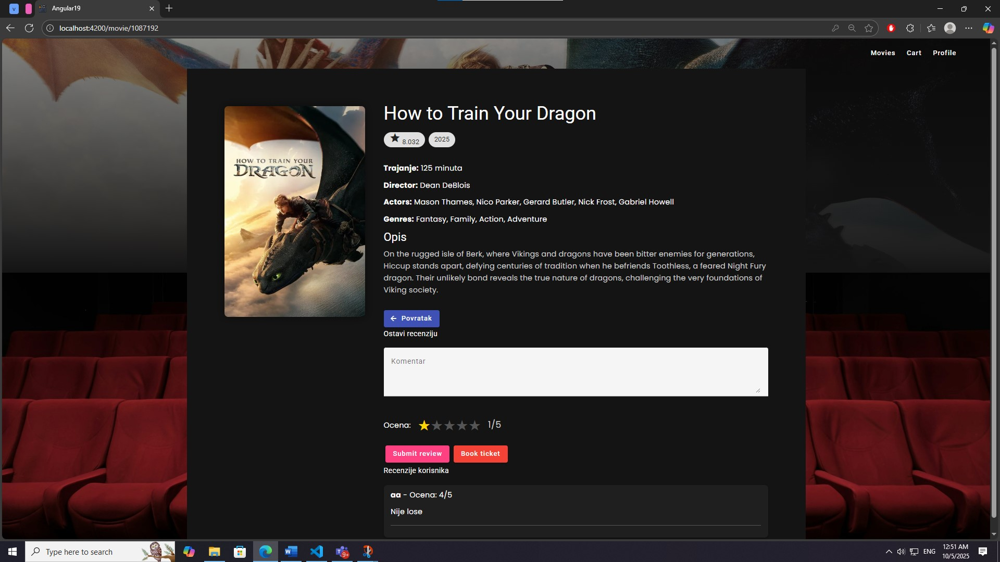 V
Angular19
localhost:4200/movie/1087192
Movies Cart Profile
HOW TO TRAIN YOUR
DRAGON
How to Train Your Dragon
8.032
2025
Trajanje: 125 minuta
Director: Dean DeBlois
Actors: Mason Thames, Nico Parker, Gerard Butler, Nick Frost, Gabriel Howell
Genres: Fantasy, Family, Action, Adventure
Opis
On the rugged isle of Berk, where Vikings and dragons have been bitter enemies for generations,
Hiccup stands apart, defying centuries of tradition when he befriends Toothless, a feared Night Fury
dragon. Their unlikely bond reveals the true nature of dragons, challenging the very foundations of
Viking society.
Povratak
Ostavi recenziju
Komentar
Ocena: 1/5
Submit review
Book ticket
Recenzije korisnika
aa - Ocena: 4/5
Nije lose
Type here to search
W
T
9+
ENG
12:51 AM
10/5/2025